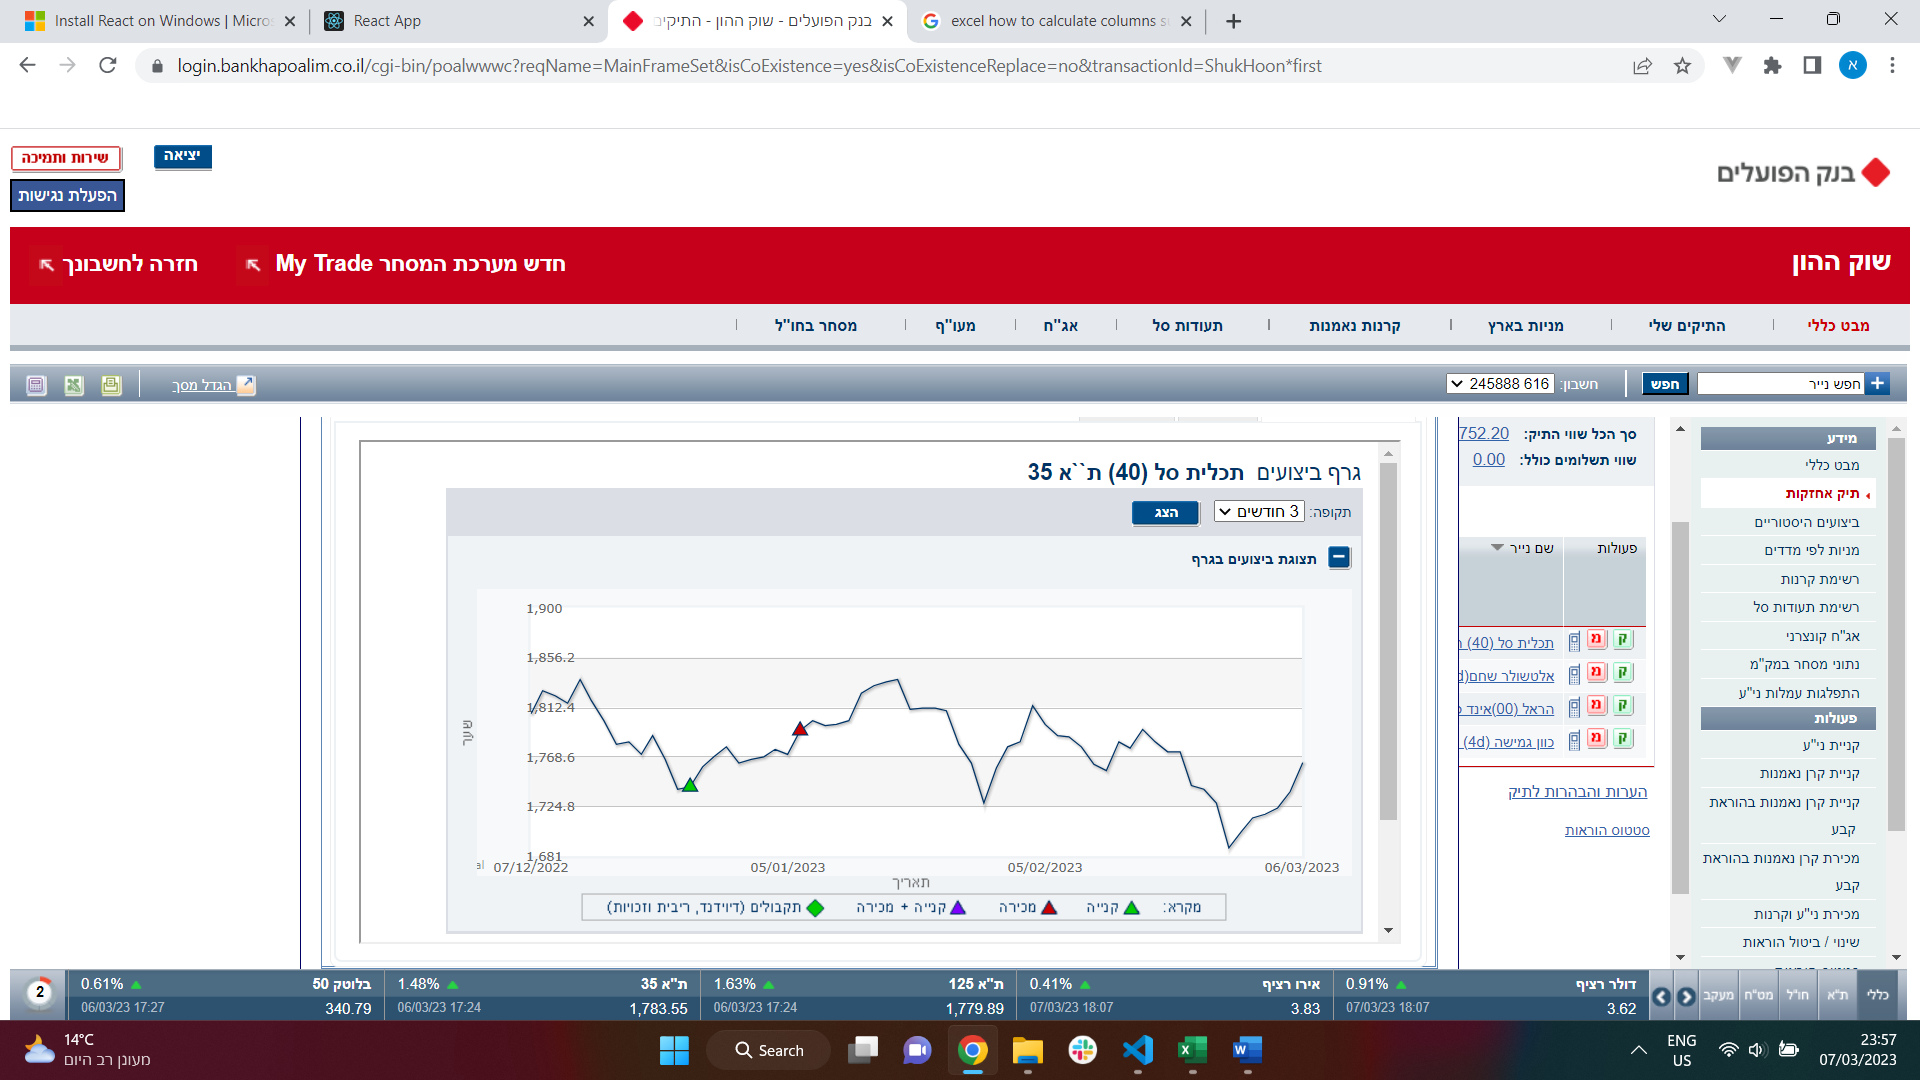 Install React on Windows | Micros
React App
בנק הפועלים - שוק ההון - התיקים
excel how to calculate columns s
login.bankhapoalim.co.il/cgi-bin/poalwwwc?reqName=MainFrameSet&isCoExistence=yes&isCoExistenceReplace=no&transactionId=ShukHoon*first
א
בנק הפועלים
יציאה
שירות ותמיכה
הפעלת נגישות
שוק ההון
חדש מערכת המסחר My Trade
חזרה לחשבונך
מבט כללי
התיקים שלי
מניות בארץ
קרנות נאמנות
תעודות סל
אג"ח
מעו"ף
מסחר בחו"ל
חפש נייר
חפש
חשבון:
245888 616
הגדל מסך
מידע
מבט כללי
תיק אחזקות
ביצועים היסטוריים
מניות לפי מדדים
רשימת קרנות
רשימת תעודות סל
אג"ח קונצרני
נתוני מסחר במק"מ
התפלגות עמלות ני"ע
פעולות
קניית ני"ע
קניית קרן נאמנות
קניית קרן נאמנות בהוראת
קבע
מכירת קרן נאמנות בהוראת
קבע
מכירת ני"ע וקרנות
שינוי / ביטול הוראות
סך הכל שווי התיק: 752.20
שווי תשלומים כולל: 0.00
פעולות
שם נייר
ק מ תכלית סל (40)
ק מ אלטשולר שחם(
ק מ הראל (00)אינד
ק מ כוון גמישה (4d)
הערות והבהרות לתיק
סטטוס הוראות
גרף ביצועים תכלית סל (40) ת``א 35
תקופה: 3 חודשים
הצג
תצוגת ביצועים בגרף
1,900
1,856.2
1,812.4
1,768.6
1,724.8
1,681
שער
07/12/2022
05/01/2023
05/02/2023
06/03/2023
תאריך
מקרא:
קנייה
מכירה
קנייה + מכירה
תקבולים (דיוידנד, ריבית וזכויות)
כללי
ת"א
חו"ל
מט"ח
מעקב
דולר רציף 0.91%
3.62 07/03/23 18:07
אירו רציף 0.41%
3.83 07/03/23 18:07
ת"א 125 1.63%
1,779.89 06/03/23 17:24
ת"א 35 1.48%
1,783.55 06/03/23 17:24
בלוטק 50 0.61%
340.79 06/03/23 17:27
2
14°C
מעונן רב היום
Search
ENG
US
23:57
07/03/2023